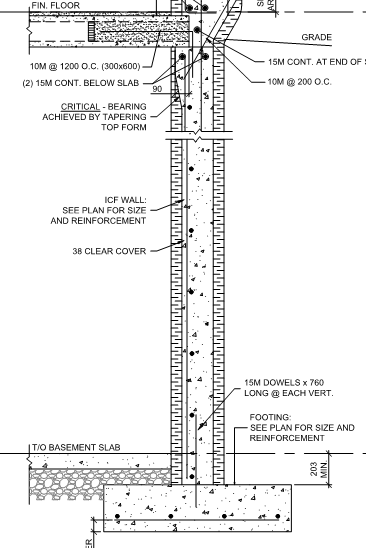 FIN. FLOOR
GRADE
10M @ 1200 O.C. (300x600)
15M CONT. AT END OF
(2) 15M CONT. BELOW SLAB
10M @ 200 O.C.
90
CRITICAL - BEARING
ACHIEVED BY TAPERING
TOP FORM
ICF WALL:
SEE PLAN FOR SIZE
AND REINFORCEMENT
38 CLEAR COVER
15M DOWELS x 760
LONG @ EACH VERT.
FOOTING:
SEE PLAN FOR SIZE AND
REINFORCEMENT
T/O BASEMENT SLAB
203
MIN.